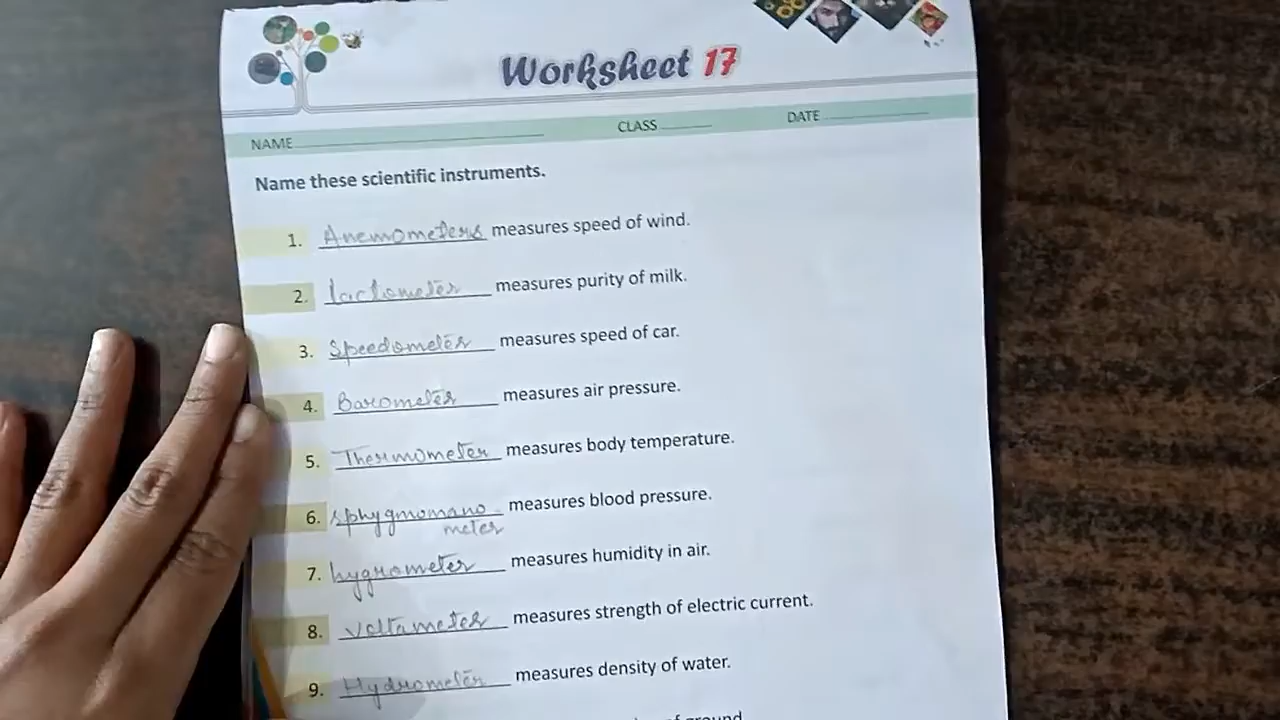 Worksheet 17
NAME CLASS DATE
Name these scientific instruments.
1. Anemometers measures speed of wind.
2. lactometer measures purity of milk.
3. Speedometer measures speed of car.
4. Barometer measures air pressure.
5. Thermometer measures body temperature.
6. sphygmomano measures blood pressure.
meter
7. hygrometer measures humidity in air.
8. voltameter measures strength of electric current.
9. Hydrometer measures density of water.
of ground